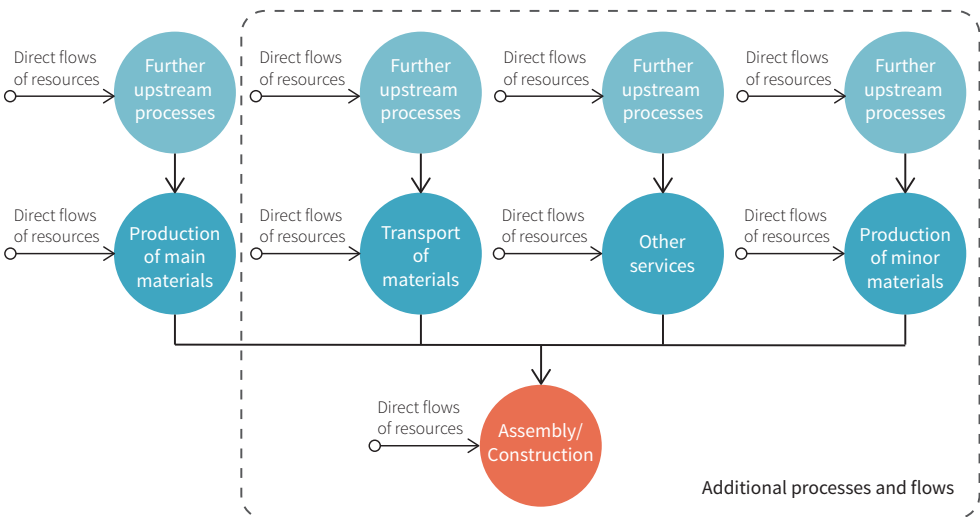 Direct flows
of resources
Further
upstream
processes
Direct flows
of resources
Further
upstream
processes
Direct flows
of resources
Further
upstream
processes
Direct flows
of resources
Further
upstream
processes
Direct flows
of resources
Production
of main
materials
Direct flows
of resources
Transport
of
materials
Direct flows
of resources
Other
services
Direct flows
of resources
Production
of minor
materials
Direct flows
of resources
Assembly/
Construction
Additional processes and flows